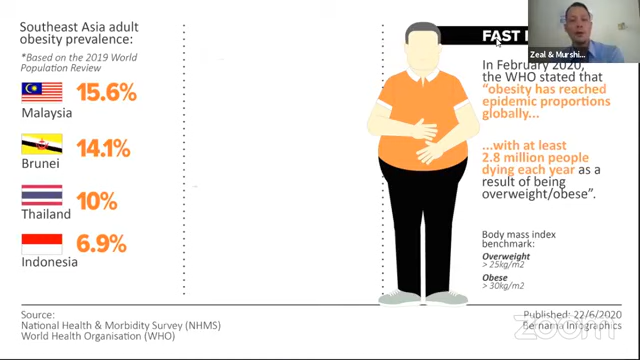 Southeast Asia adult
obesity prevalence:
*Based on the 2019 World
Population Review
15.6%
Malaysia
14.1%
Brunei
10%
Thailand
6.9%
Indonesia
FAST
Zeal & Murshi...
In February 2020,
the WHO stated that
“obesity has reached
epidemic proportions
globally...
...with at least
2.8 million people
dying each year as a
result of being
overweight/obese”.
Body mass index
benchmark:
Overweight
> 25kg/m2
Obese
> 30kg/m2
Source:
National Health & Morbidity Survey (NHMS)
World Health Organisation (WHO)
Published: 22/6/2020
Bernama Infographics
zoom